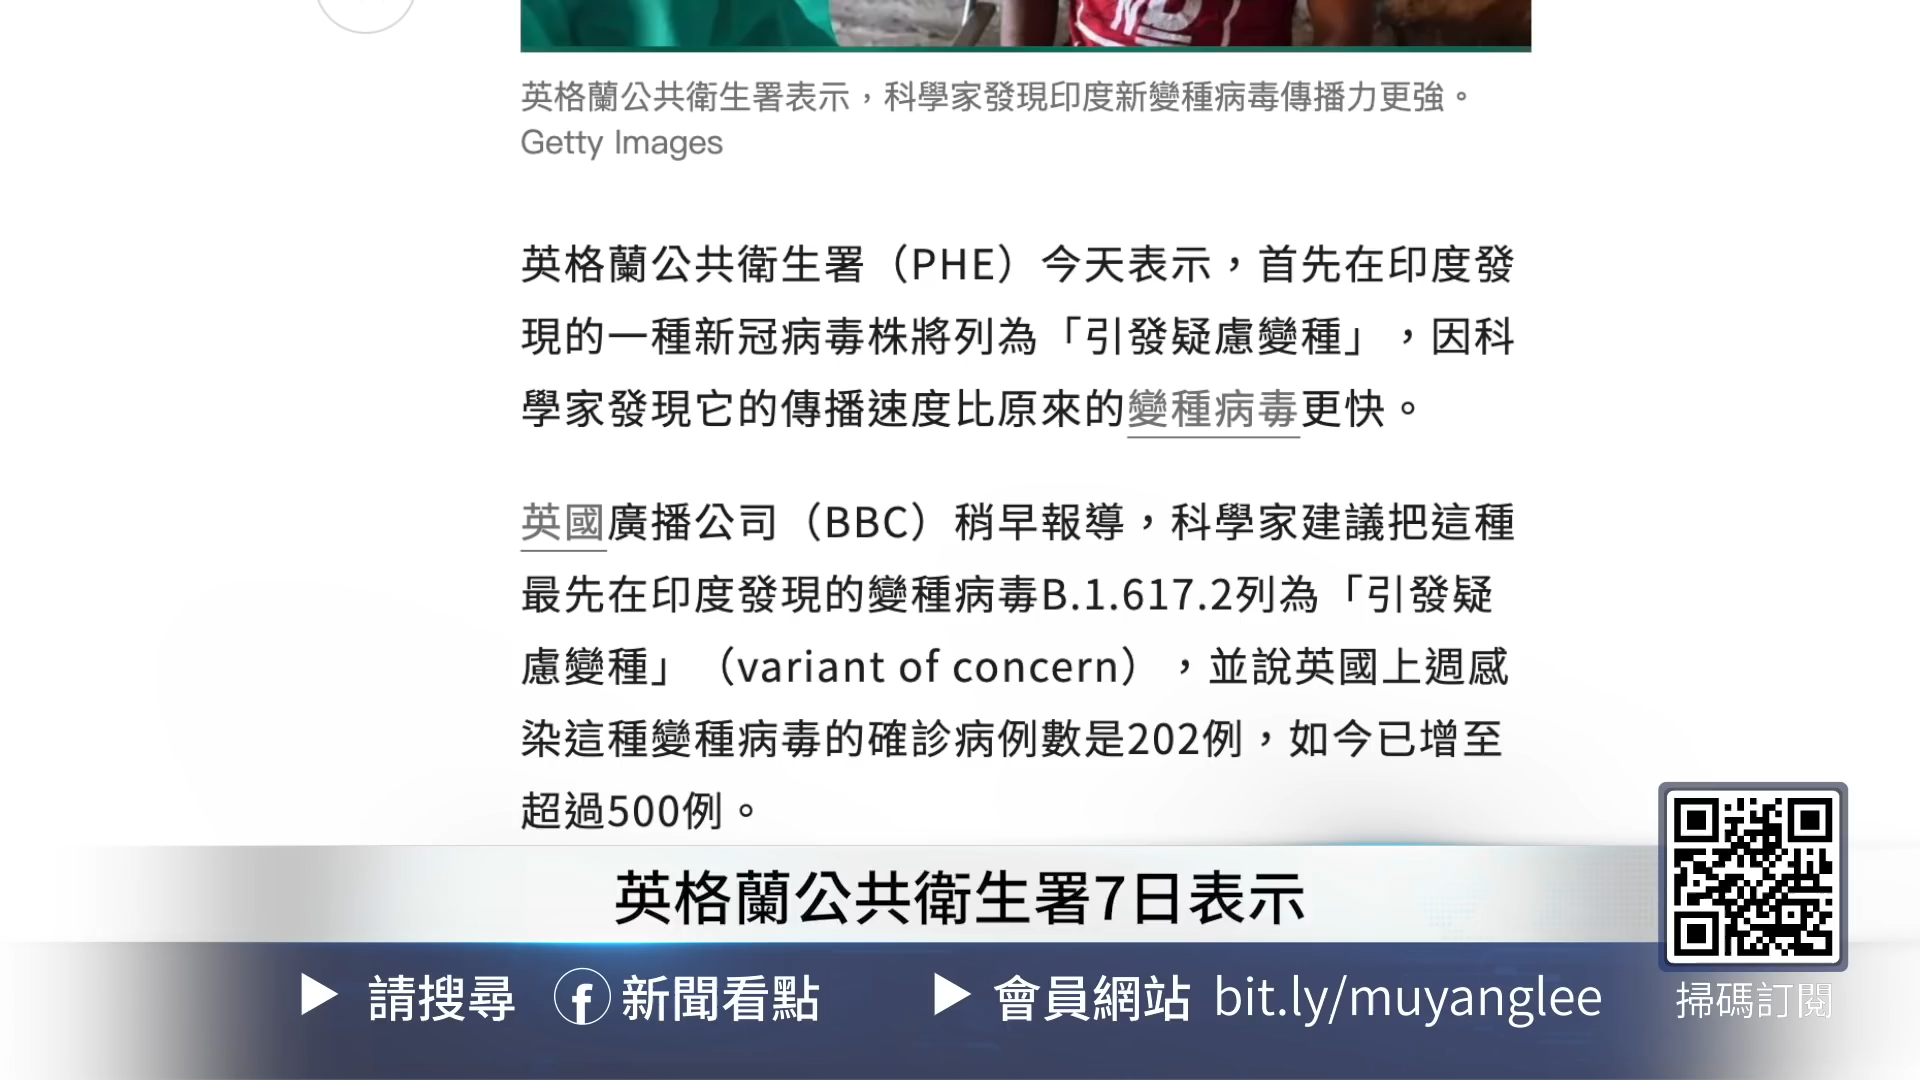 英格蘭公共衛生署表示，科學家發現印度新變種病毒傳播力更強。
Getty Images
英格蘭公共衛生署（PHE）今天表示，首先在印度發
現的一種新冠病毒株將列為「引發疑慮變種」，因科
學家發現它的傳播速度比原來的變種病毒更快。
英國廣播公司（BBC）稍早報導，科學家建議把這種
最先在印度發現的變種病毒B.1.617.2列為「引發疑
慮變種」（variant of concern），並說英國上週感
染這種變種病毒的確診病例數是202例，如今已增至
超過500例。
英格蘭公共衛生署7日表示
▶ 請搜尋 f 新聞看點 ▶ 會員網站 bit.ly/muyanglee
掃碼訂閱